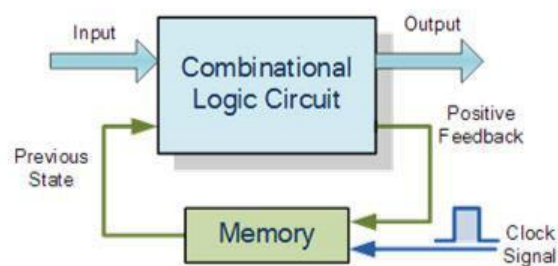 Input
Output
Combinational
Logic Circuit
Positive
Feedback
Previous
State
Memory
Clock
Signal